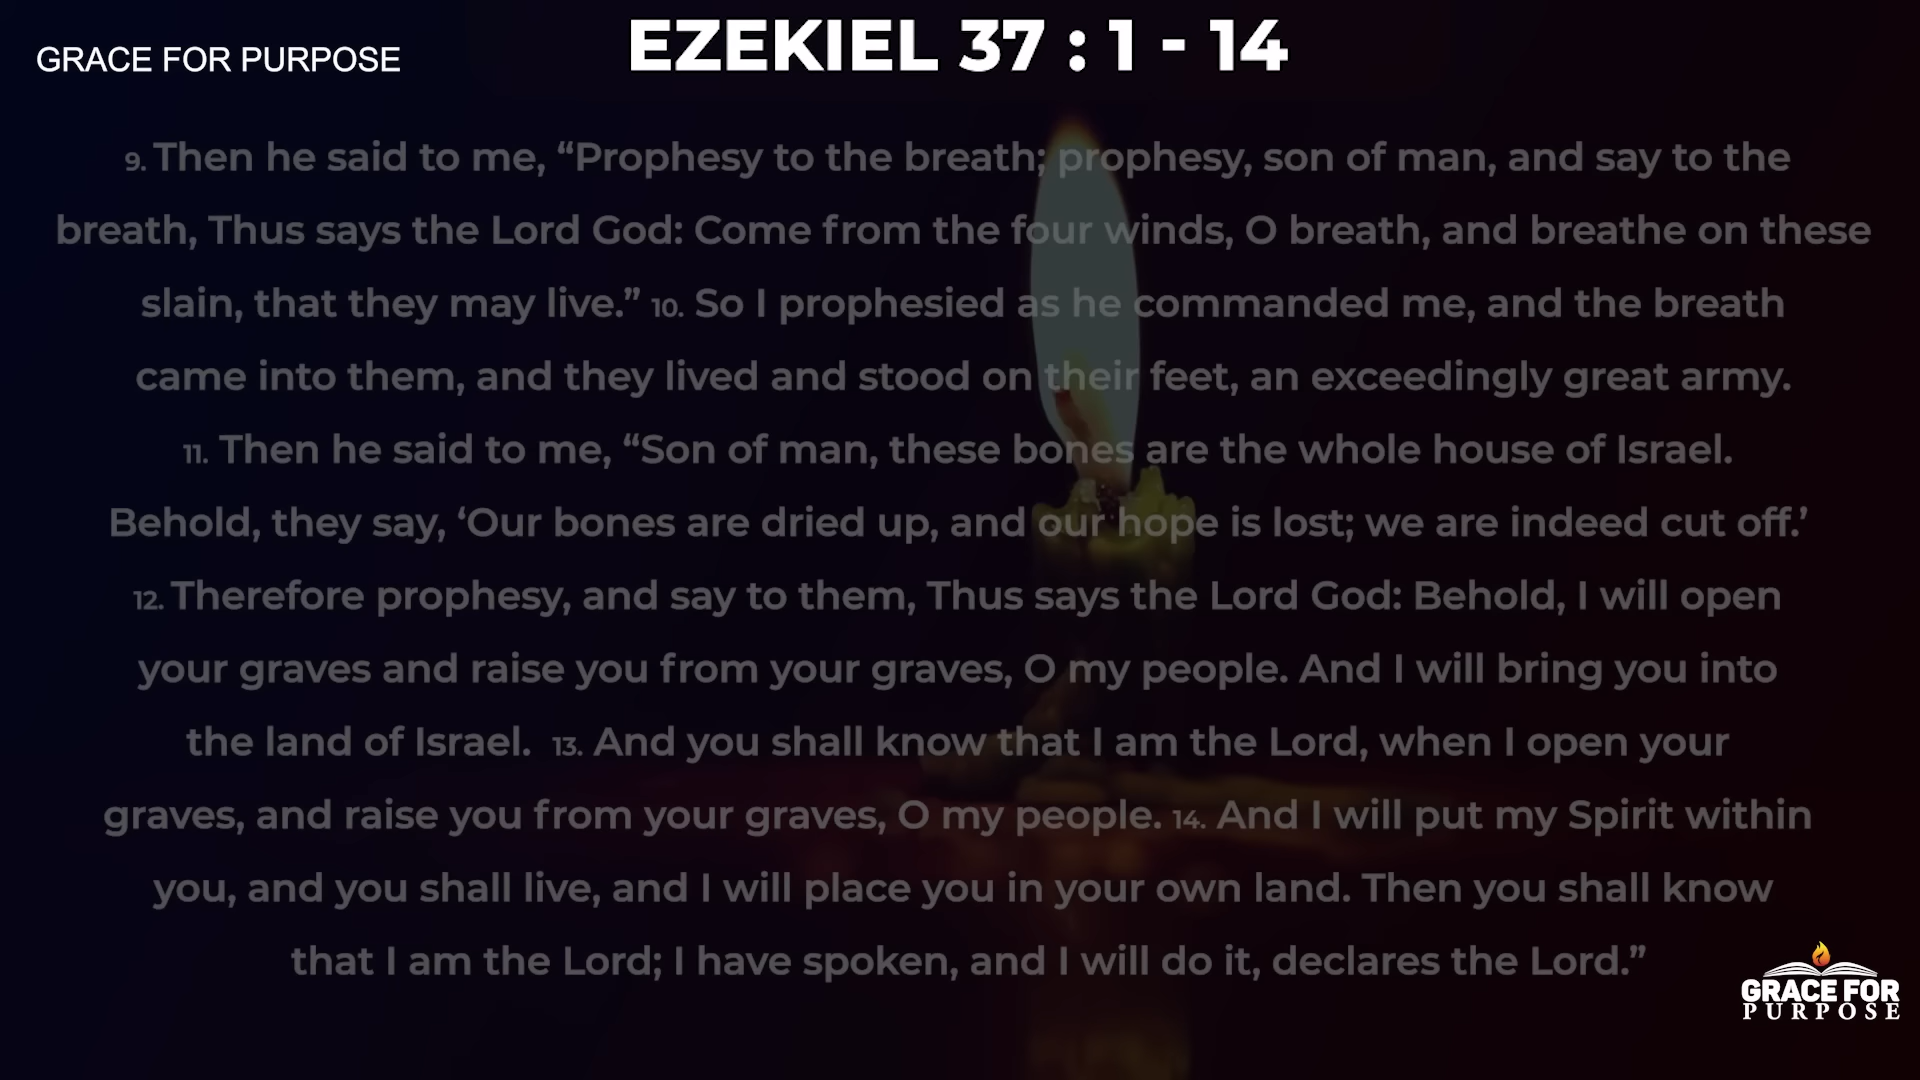 GRACE FOR PURPOSE
EZEKIEL 37 : 1 - 14
9. Then he said to me, “Prophesy to the breath; prophesy, son of man, and say to the
breath, Thus says the Lord God: Come from the four winds, O breath, and breathe on these
slain, that they may live.” 10. So I prophesied as he commanded me, and the breath
came into them, and they lived and stood on their feet, an exceedingly great army.
11. Then he said to me, “Son of man, these bones are the whole house of Israel.
Behold, they say, ‘Our bones are dried up, and our hope is lost; we are indeed cut off.’
12. Therefore prophesy, and say to them, Thus says the Lord God: Behold, I will open
your graves and raise you from your graves, O my people. And I will bring you into
the land of Israel. 13. And you shall know that I am the Lord, when I open your
graves, and raise you from your graves, O my people. 14. And I will put my Spirit within
you, and you shall live, and I will place you in your own land. Then you shall know
that I am the Lord; I have spoken, and I will do it, declares the Lord.”
GRACE FOR
PURPOSE